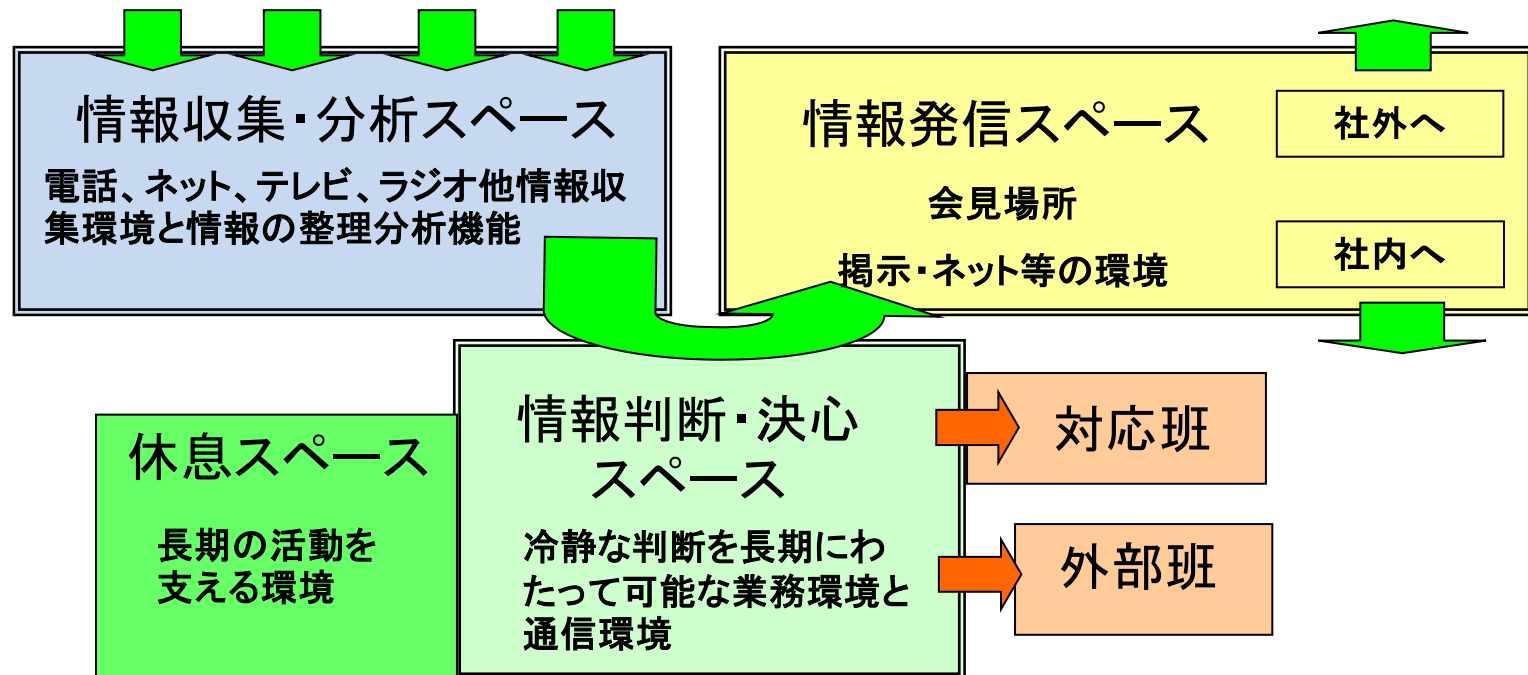 情報収集・分析スペース
電話、ネット、テレビ、ラジオ他情報収
集環境と情報の整理分析機能
情報発信スペース
会見場所
掲示・ネット等の環境
社外へ
社内へ
休息スペース
長期の活動を
支える環境
情報判断・決心
スペース
冷静な判断を長期にわ
たって可能な業務環境と
通信環境
対応班
外部班